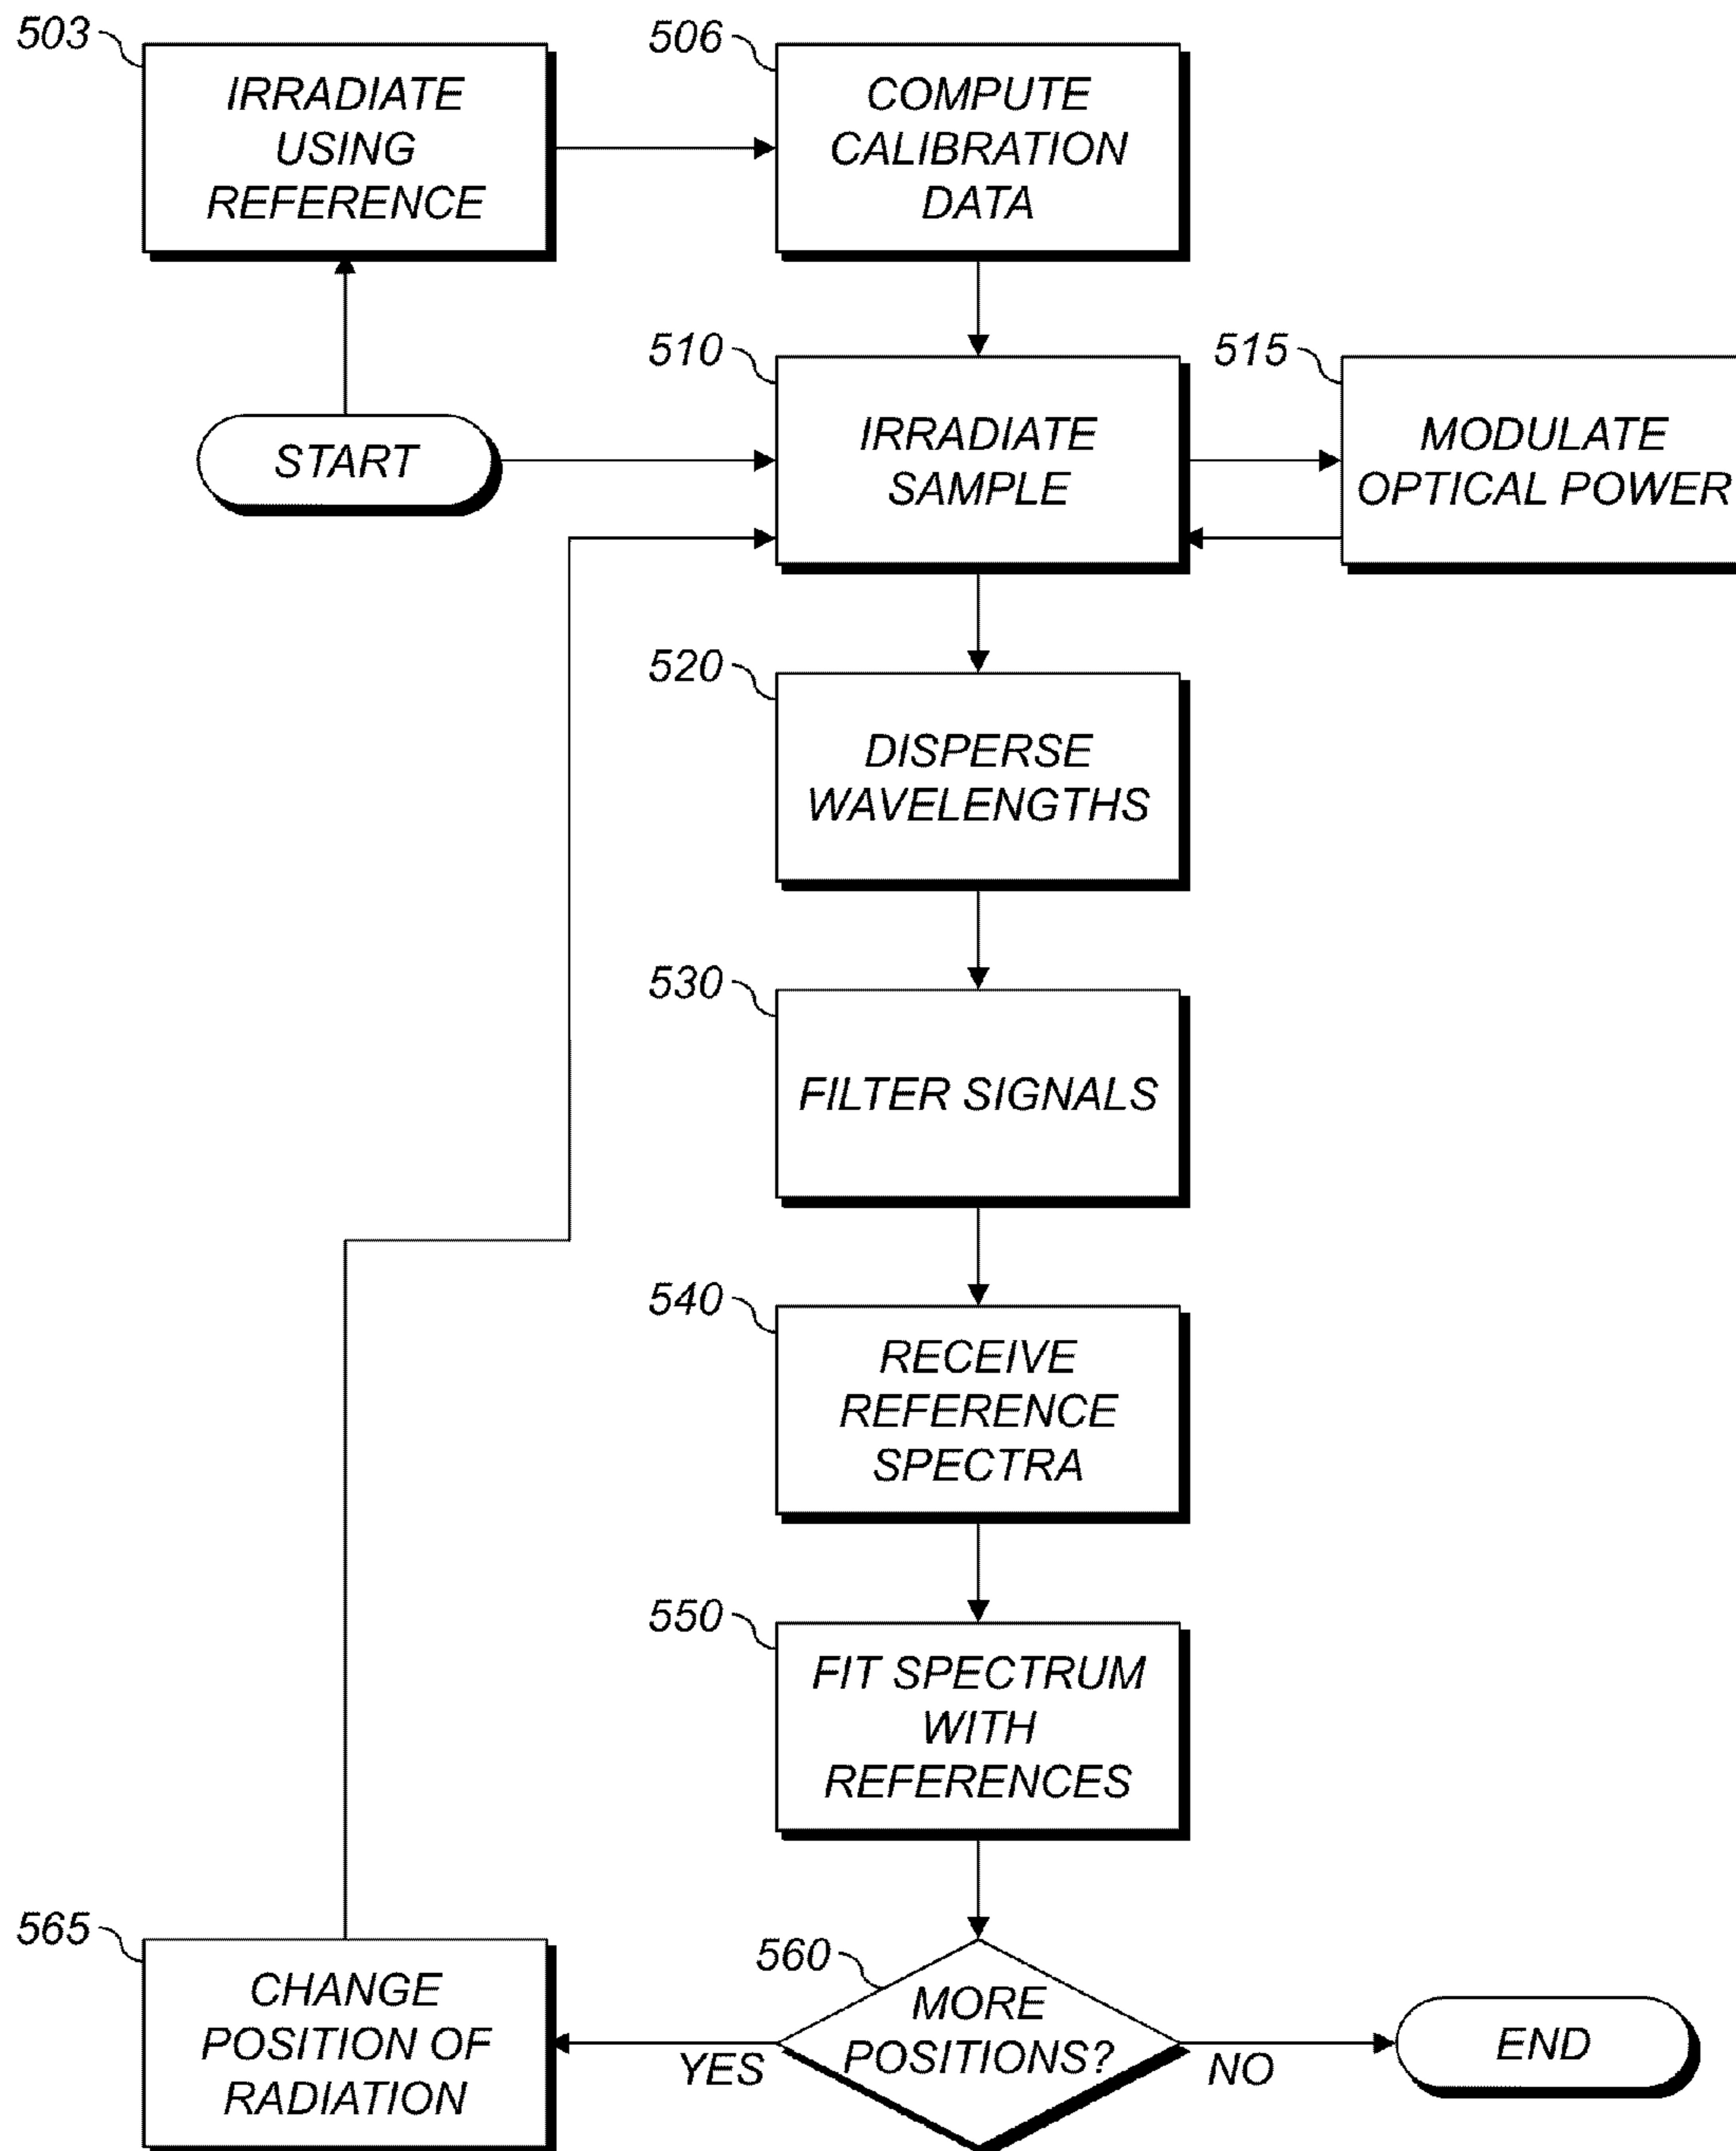 503
IRRADIATE
USING
REFERENCE
506
COMPUTE
CALIBRATION
DATA
START
510
IRRADIATE
SAMPLE
515
MODULATE
OPTICAL POWER
520
DISPERSE
WAVELENGTHS
530
FILTER SIGNALS
540
RECEIVE
REFERENCE
SPECTRA
550
FIT SPECTRUM
WITH
REFERENCES
565
CHANGE
POSITION OF
RADIATION
560
MORE
POSITIONS?
YES
NO
END